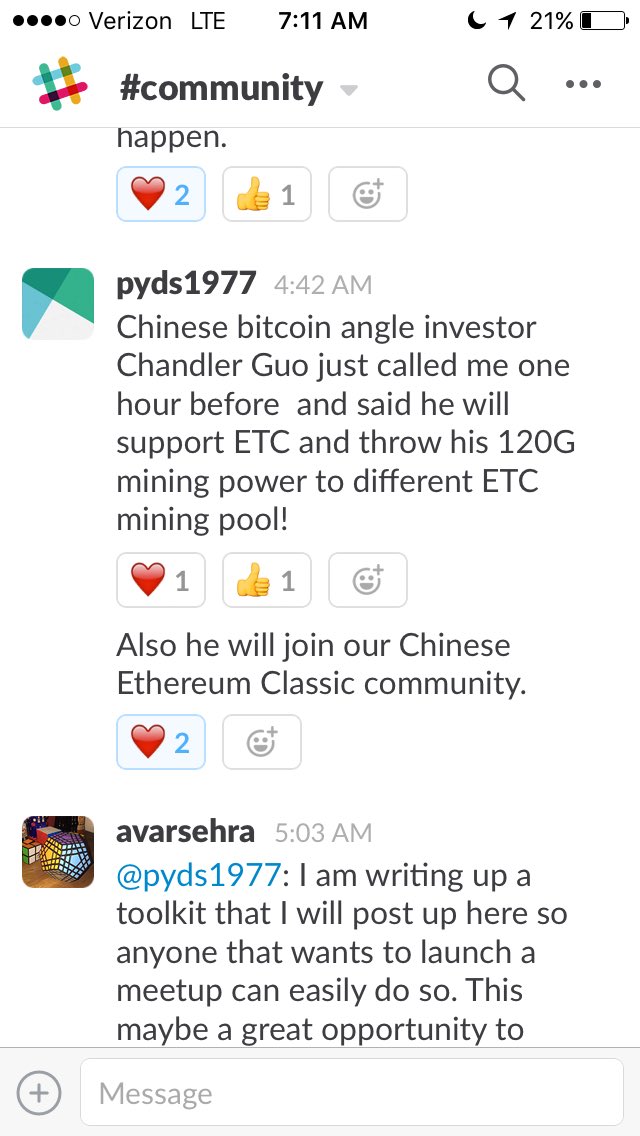 Verizon LTE 7:11 AM 21%
#community
happen.
2 1
pyds1977 4:42 AM
Chinese bitcoin angle investor
Chandler Guo just called me one
hour before  and said he will
support ETC and throw his 120G
mining power to different ETC
mining pool!
1 1
Also he will join our Chinese
Ethereum Classic community.
2
avarsehra 5:03 AM
@pyds1977: I am writing up a
toolkit that I will post up here so
anyone that wants to launch a
meetup can easily do so. This
maybe a great opportunity to
Message